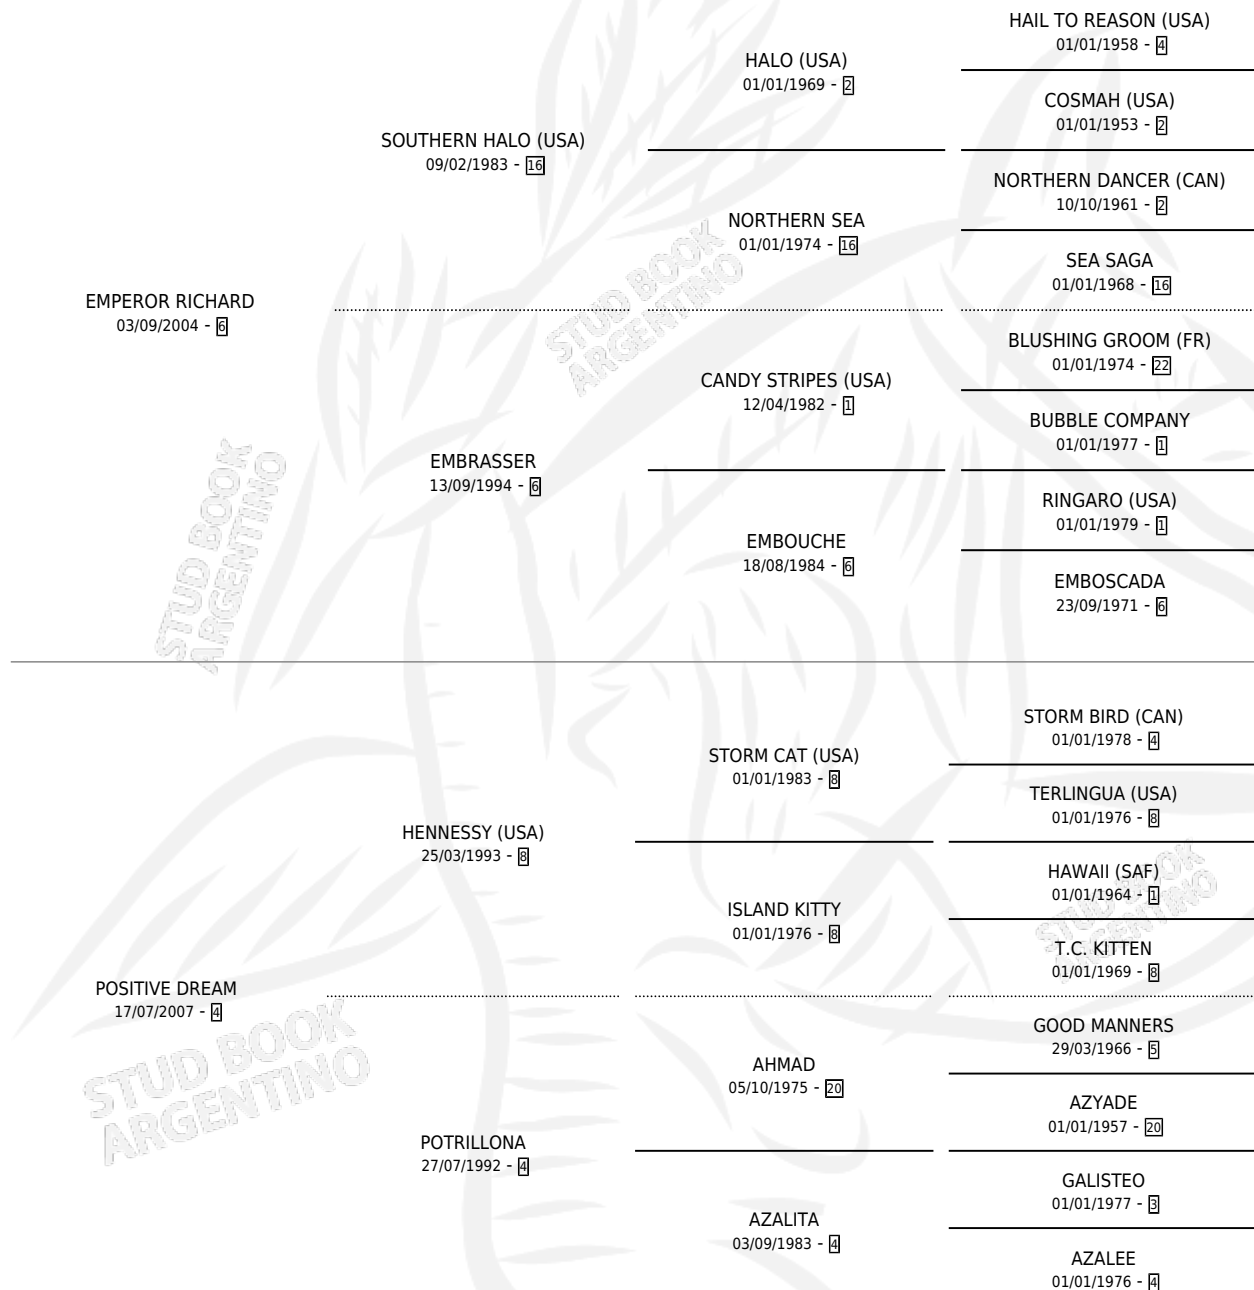 HAIL TO REASON (USA)
01/01/1958 - 4
HALO (USA)
01/01/1969 - 2
COSMAH (USA)
01/01/1953 - 2
SOUTHERN HALO (USA)
09/02/1983 - 16
NORTHERN DANCER (CAN)
10/10/1961 - 2
NORTHERN SEA
01/01/1974 - 16
SEA SAGA
01/01/1968 - 16
EMPEROR RICHARD
03/09/2004 - 6
STUD BOOK
ARGENTINO
BLUSHING GROOM (FR)
01/01/1974 - 22
CANDY STRIPES (USA)
12/04/1982 - 1
BUBBLE COMPANY
01/01/1977 - 1
EMBRASSER
13/09/1994 - 6
RINGARO (USA)
01/01/1979 - 1
EMBOUCHE
18/08/1984 - 6
EMBOSCADA
23/09/1971 - 6
STUD BOOK
ARGENTINO
STORM BIRD (CAN)
01/01/1978 - 4
STORM CAT (USA)
01/01/1983 - 8
TERLINGUA (USA)
01/01/1976 - 8
HENNESSY (USA)
25/03/1993 - 8
HAWAII (SAF)
01/01/1964 - 1
ISLAND KITTY
01/01/1976 - 8
STUD BOOK
ARGENTINO
T.C. KITTEN
01/01/1969 - 8
POSITIVE DREAM
17/07/2007 - 4
GOOD MANNERS
29/03/1966 - 5
AHMAD
05/10/1975 - 20
STUD BOOK
ARGENTINO
AZYADE
01/01/1957 - 20
POTRILLONA
27/07/1992 - 4
GALISTEO
01/01/1977 - 3
AZALITA
03/09/1983 - 4
AZALEE
01/01/1976 - 4